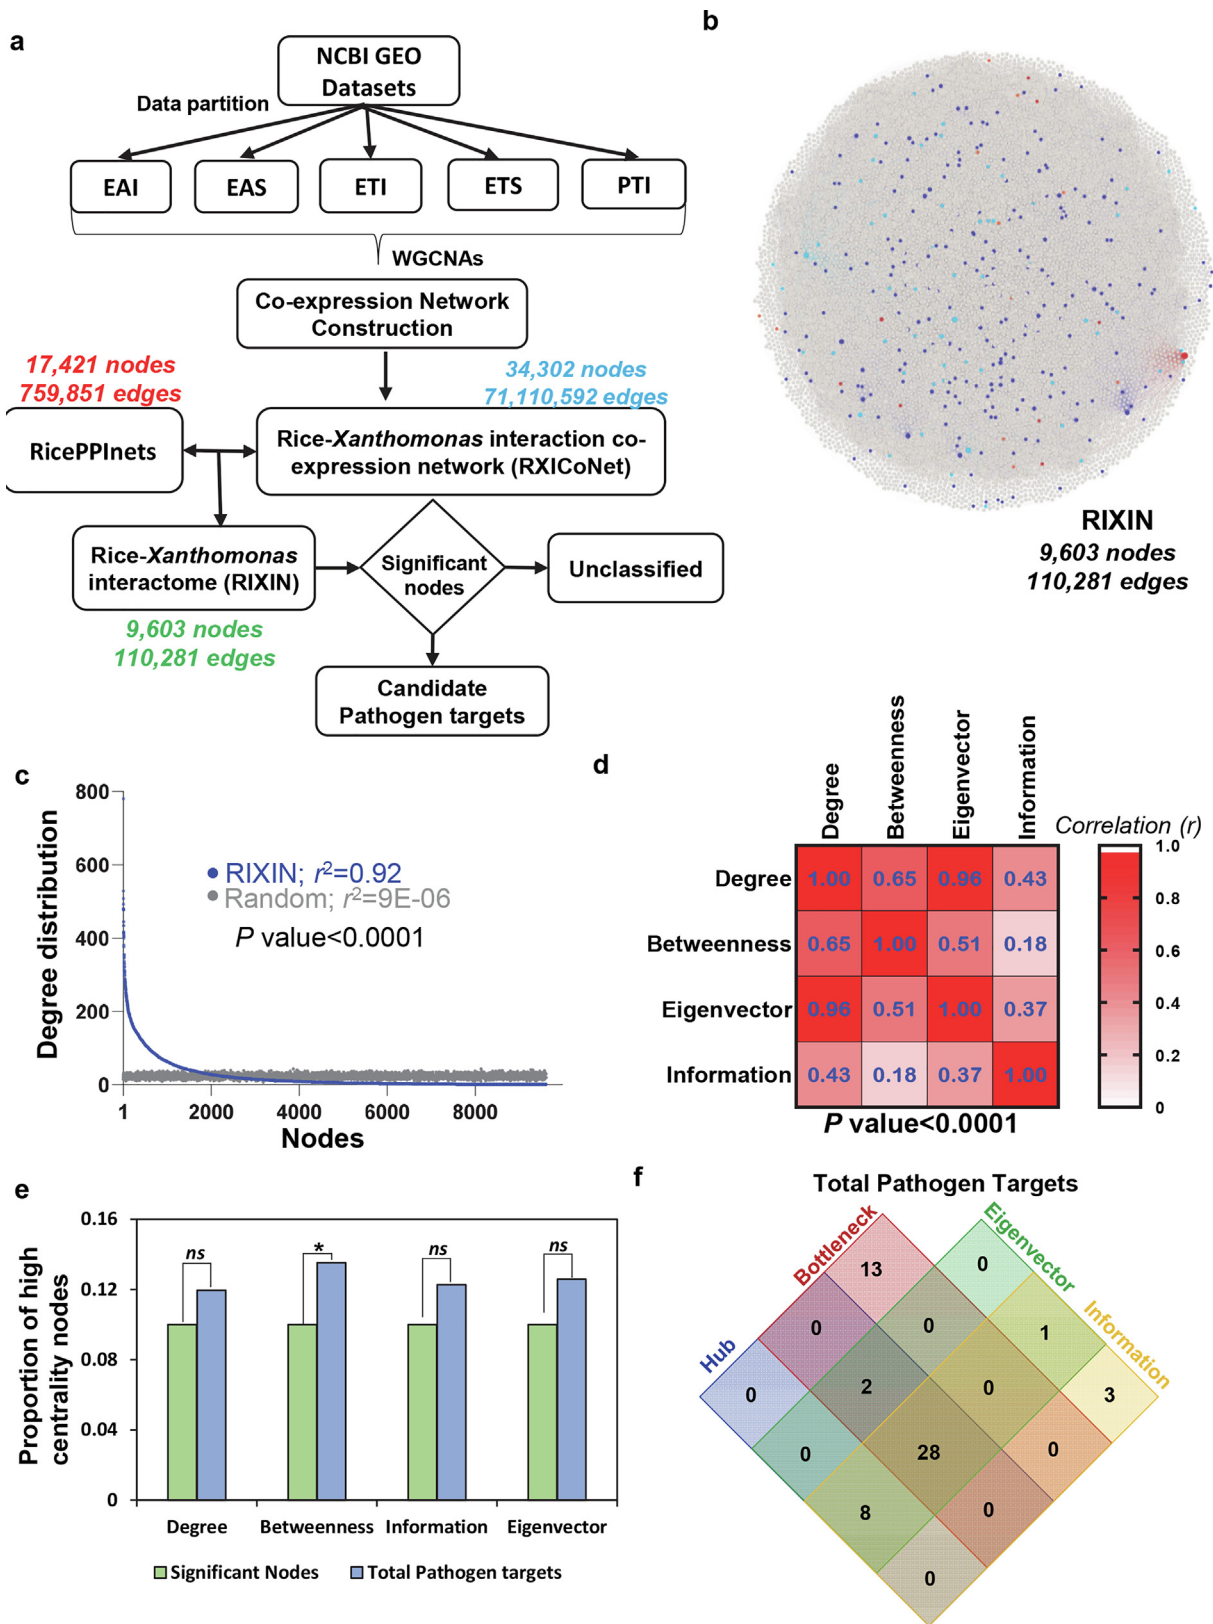 a
NCBI GEO
Datasets
Data partition
EAI
EAS
ETI
ETS
PTI
WGCNAs
Co-expression Network
Construction
17,421 nodes
759,851 edges
34,302 nodes
71,110,592 edges
RicePPInets
Rice-Xanthomonas interaction co-
expression network (RXICoNet)
Rice-Xanthomonas
interactome (RIXIN)
Significant
nodes
Unclassified
9,603 nodes
110,281 edges
Candidate
Pathogen targets
b
RIXIN
9,603 nodes
110,281 edges
c
Degree distribution
800
600
400
200
0
RIXIN; r²=0.92
Random; r²=9E-06
P value<0.0001
1
2000
4000
6000
8000
Nodes
d
Degree
Betweenness
Eigenvector
Information
Correlation (r)
Degree 1.00 0.65 0.96 0.43
Betweenness 0.65 1.00 0.51 0.18
Eigenvector 0.96 0.51 1.00 0.37
Information 0.43 0.18 0.37 1.00
P value<0.0001
1.0
0.8
0.6
0.4
0.2
0
e
Proportion of high
centrality nodes
0.16
0.12
0.08
0.04
0
ns
*
ns
ns
Degree
Betweenness
Information
Eigenvector
Significant Nodes
Total Pathogen targets
f
Total Pathogen Targets
Hub
Bottleneck
Eigenvector
Information
13
0
0
0
1
0
2
0
3
0
28
0
8
0
0